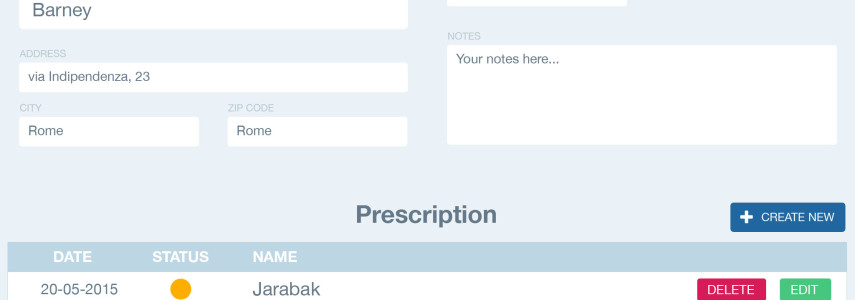 Barney
NOTES
Your notes here...
ADDRESS
via Indipendenza, 23
CITY
ZIP CODE
Rome
Rome
Prescription
CREATE NEW
DATE STATUS NAME
20-05-2015 Jarabak DELETE EDIT